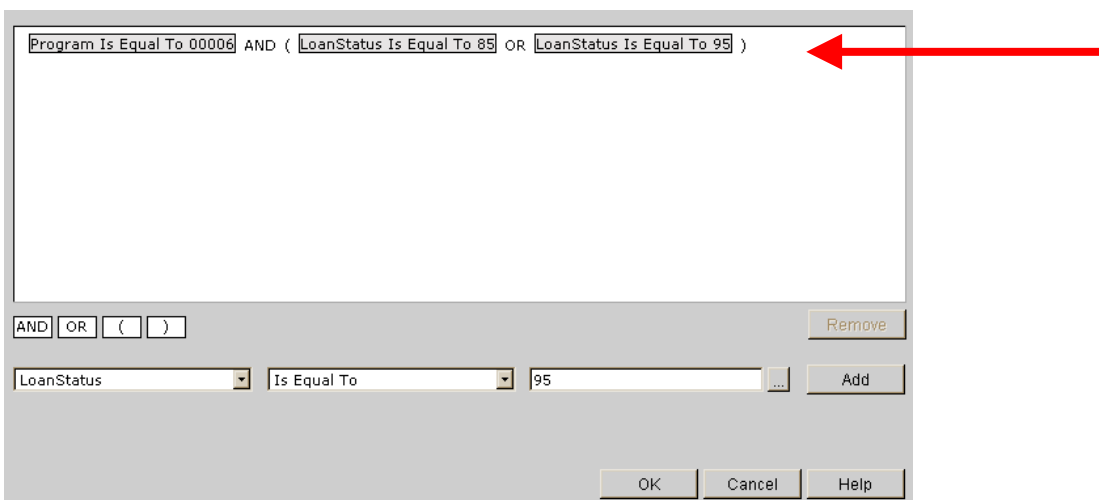 Program Is Equal To 00006 AND ( LoanStatus Is Equal To 85 OR LoanStatus Is Equal To 95 )
AND OR ( ) Remove
LoanStatus Is Equal To 95 ... Add
OK Cancel Help